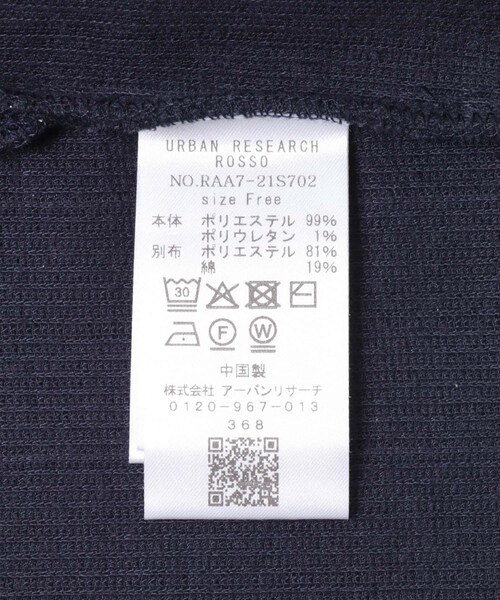 URBAN RESEARCH
ROSSO
NO.RAA7-21S702
size Free
本体 ポリエステル 99%
ポリウレタン 1%
別布 ポリエステル 81%
綿 19%
30
F W
中国製
株式会社 アーバンリサーチ
0120-967-013
368